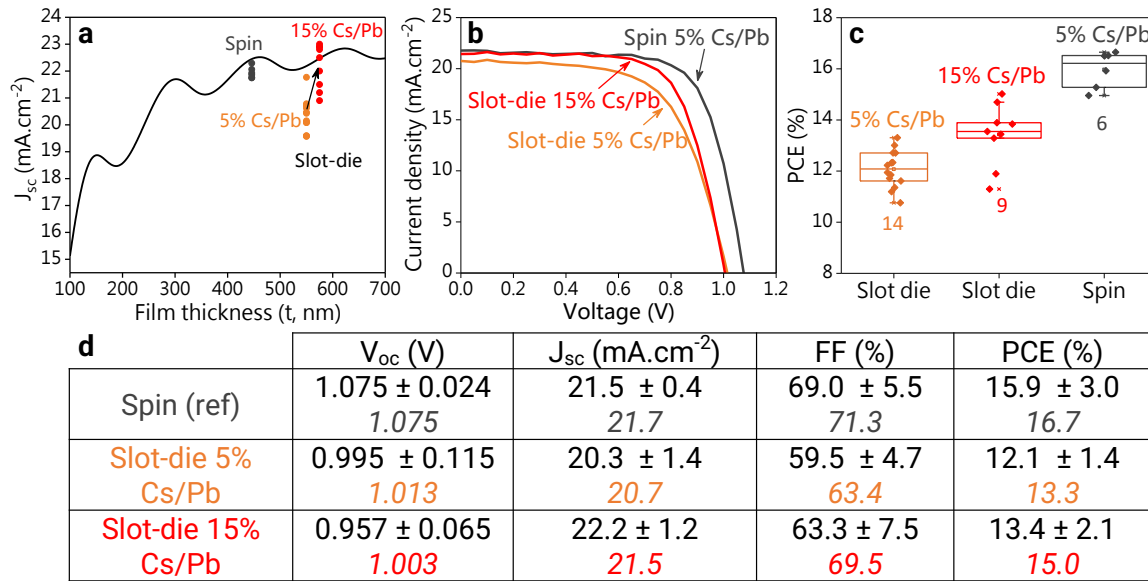 a
J_sc (mA.cm⁻²)
23
22
21
20
19
18
17
16
15
24
100
200
300
400
500
600
700
Film thickness (t, nm)
Spin
15% Cs/Pb
5% Cs/Pb
Slot-die
b
Current density (mA.cm⁻²)
25
20
15
10
5
0
0.0
0.2
0.4
0.6
0.8
1.0
1.2
Voltage (V)
Spin 5% Cs/Pb
Slot-die 15% Cs/Pb
Slot-die 5% Cs/Pb
c
PCE (%)
18
16
14
12
10
8
5% Cs/Pb
15% Cs/Pb
5% Cs/Pb
14
9
6
Slot die
Slot die
Spin
d
V_oc (V) J_sc (mA.cm⁻²) FF (%) PCE (%)
Spin (ref) 1.075 ± 0.024 21.5 ± 0.4 69.0 ± 5.5 15.9 ± 3.0
1.075 21.7 71.3 16.7
Slot-die 5% 0.995 ± 0.115 20.3 ± 1.4 59.5 ± 4.7 12.1 ± 1.4
Cs/Pb 1.013 20.7 63.4 13.3
Slot-die 15% 0.957 ± 0.065 22.2 ± 1.2 63.3 ± 7.5 13.4 ± 2.1
Cs/Pb 1.003 21.5 69.5 15.0